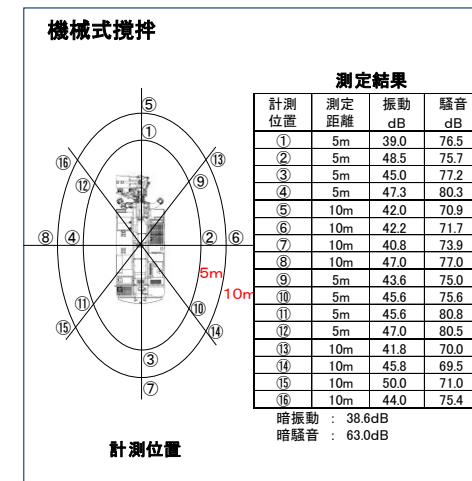 機械式撹拌
⑤
①
⑯
⑬
⑫
⑨
⑧
④
②
⑥
5m
10m
⑪
⑩
⑮
⑭
③
⑦
計測位置
測定結果
計測位置 測定距離 振動dB 騒音dB
① 5m 39.0 76.5
② 5m 48.5 75.7
③ 5m 45.0 77.2
④ 5m 47.3 80.3
⑤ 10m 42.0 70.9
⑥ 10m 42.2 71.7
⑦ 10m 40.8 73.9
⑧ 10m 47.0 77.0
⑨ 5m 43.6 75.0
⑩ 5m 45.6 75.6
⑪ 5m 45.6 80.8
⑫ 5m 47.0 80.5
⑬ 10m 41.8 70.0
⑭ 10m 45.8 69.5
⑮ 10m 50.0 71.0
⑯ 10m 44.0 75.4
暗振動 : 38.6dB
暗騒音 : 63.0dB